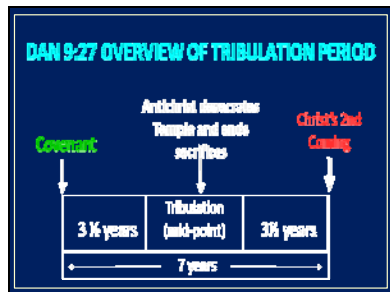 DAN 9:27 OVERVIEW OF TRIBULATION PERIOD
Antichrist desecrates
Temple and ends
sacrifices
Christ's 2nd
Coming
Covenant
Tribulation
(mid-point)
3 ½ years
3½ years
7 years